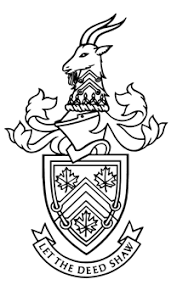 LET THE DEED SHAW